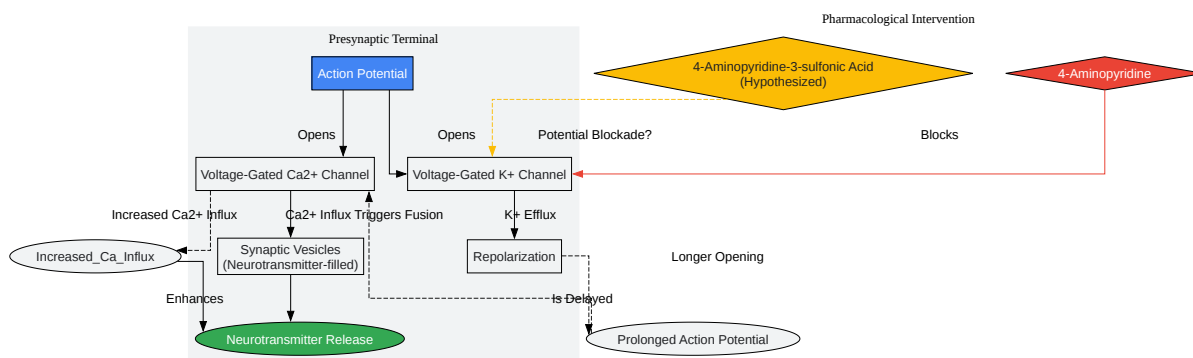 Pharmacological Intervention
Presynaptic Terminal
Action Potential
4-Aminopyridine-3-sulfonic Acid
(Hypothesized)
4-Aminopyridine
Opens
Opens
Potential Blockade?
Blocks
Voltage-Gated Ca2+ Channel
Voltage-Gated K+ Channel
Increased Ca2+ Influx
Ca2+ Influx Triggers Fusion
K+ Efflux
Increased_Ca_Influx
Synaptic Vesicles
(Neurotransmitter-filled)
Repolarization
Longer Opening
Enhances
Is Delayed
Neurotransmitter Release
Prolonged Action Potential